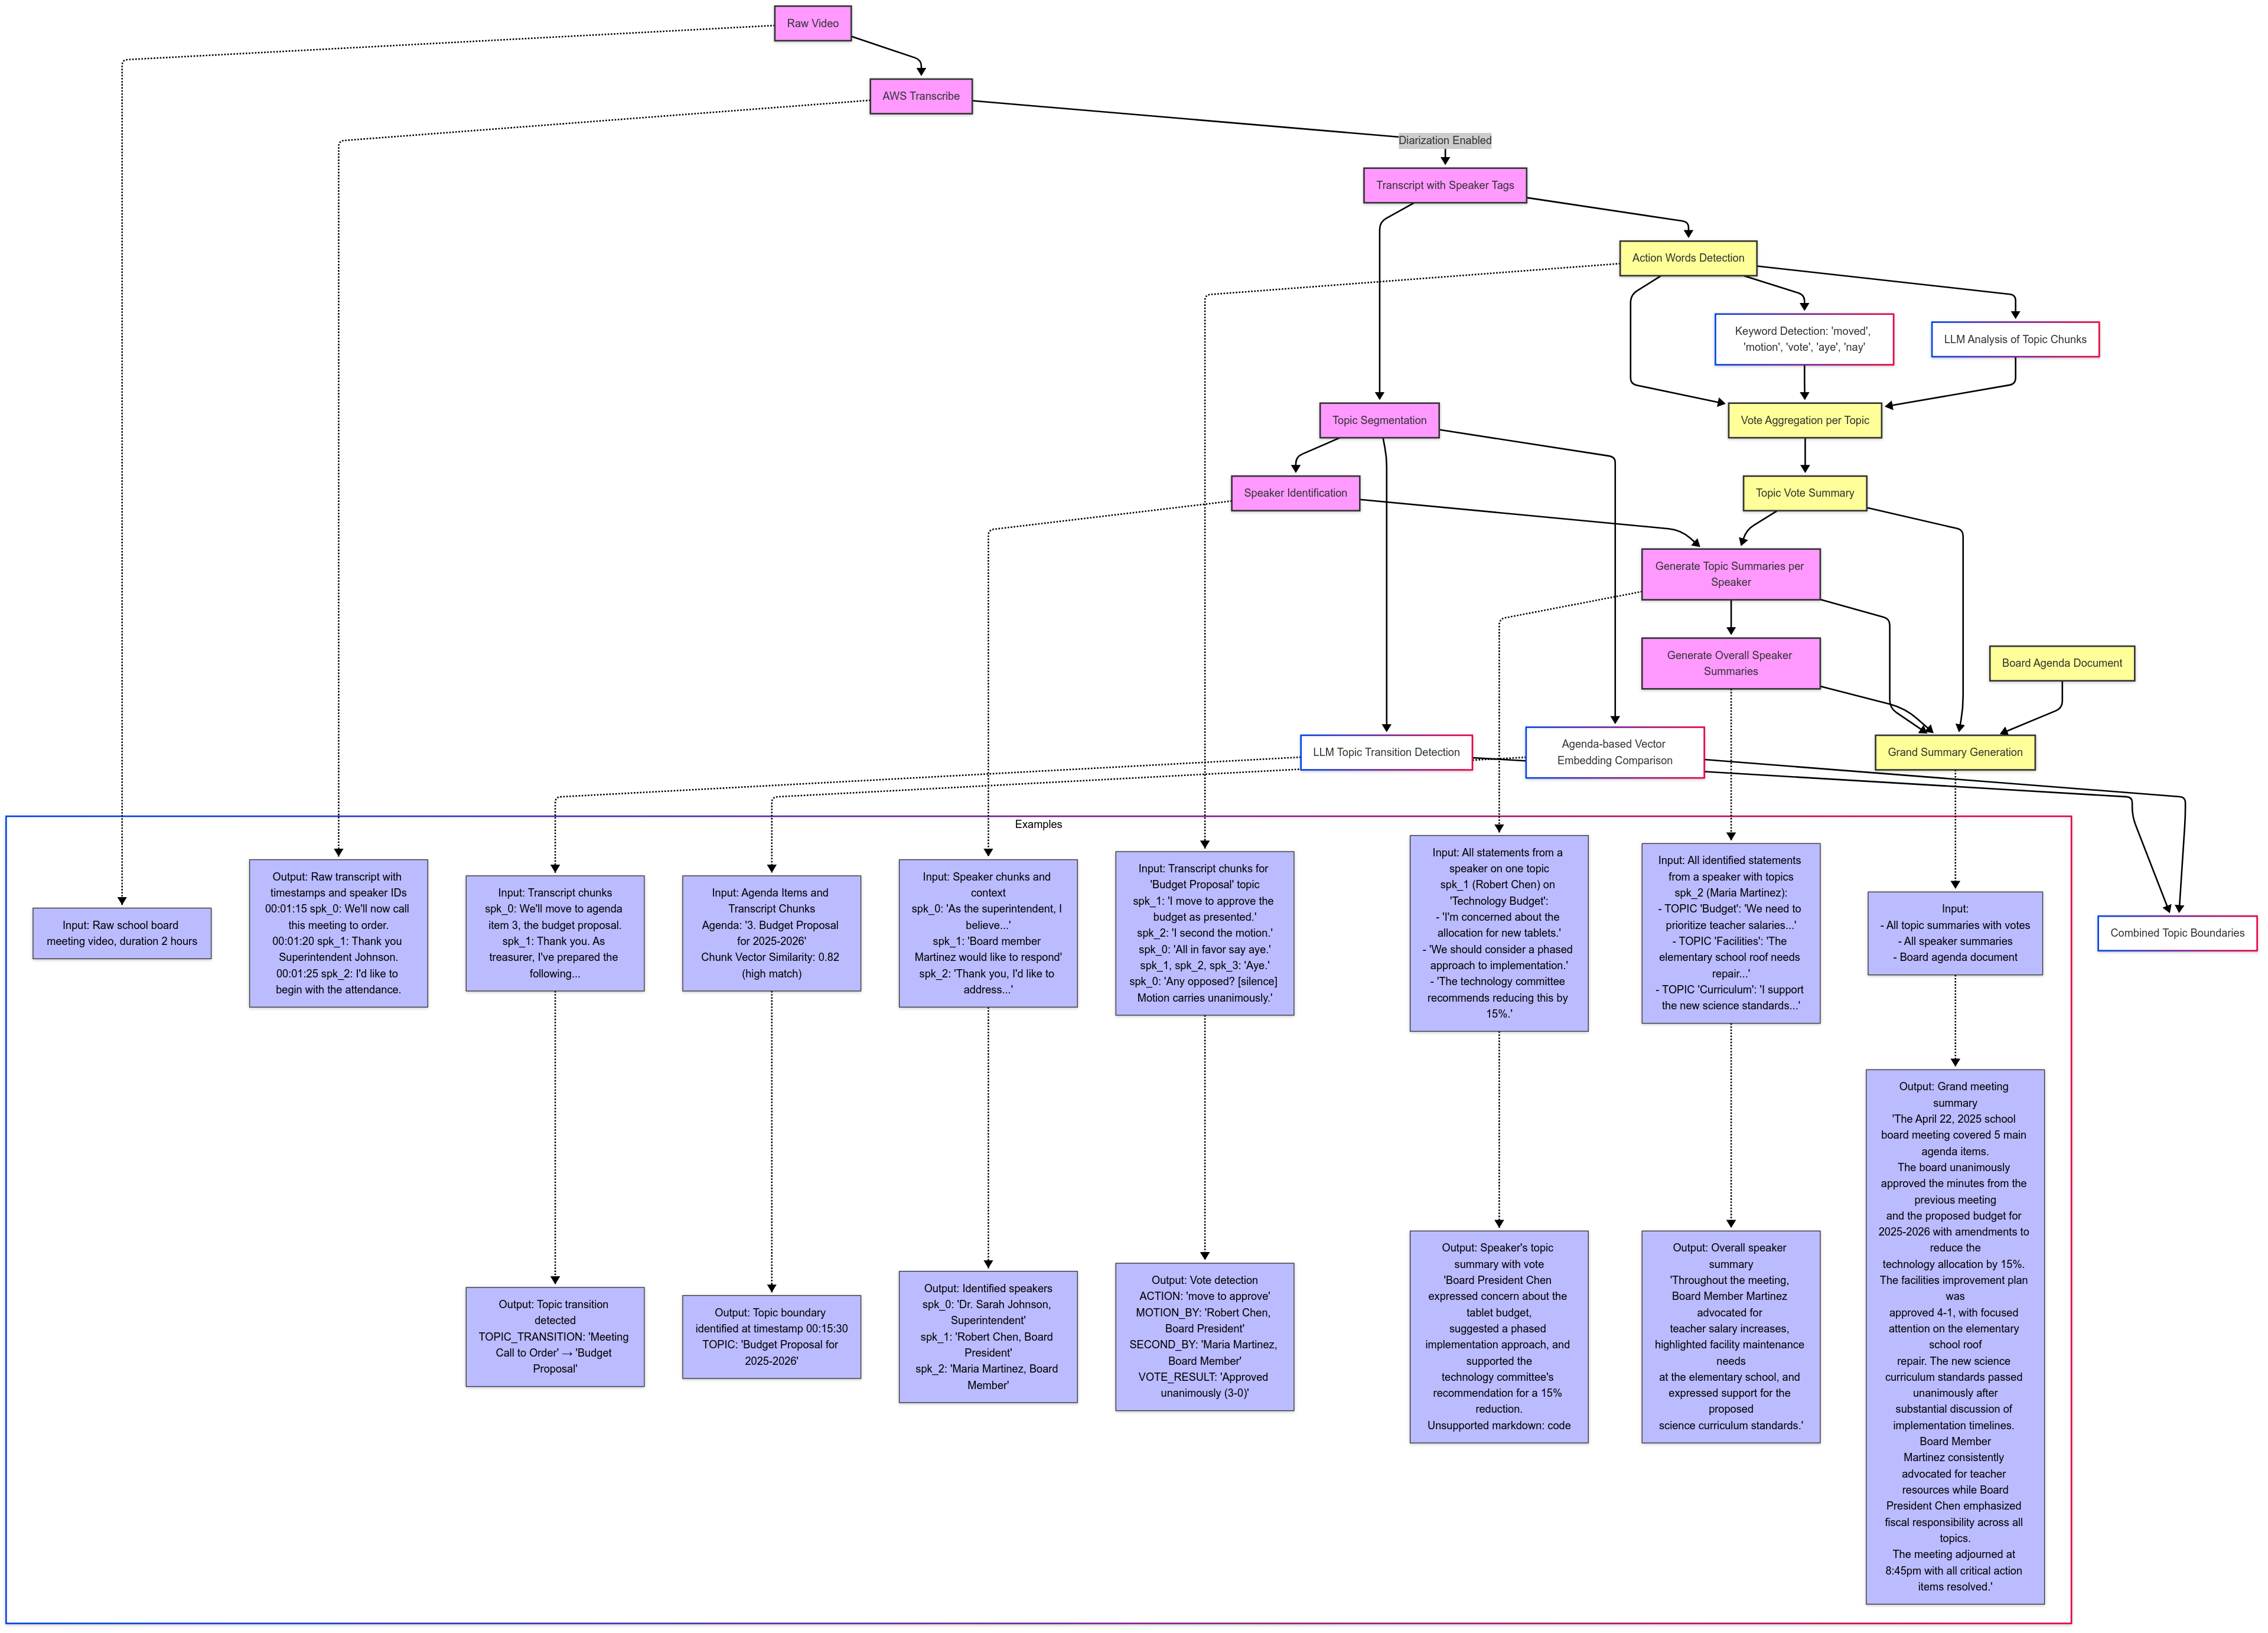 Raw Video
AWS Transcribe
Diarization Enabled
Transcript with Speaker Tags
Action Words Detection
Keyword Detection: 'moved',
'motion', 'vote', 'aye', 'nay'
LLM Analysis of Topic Chunks
Topic Segmentation
Vote Aggregation per Topic
Speaker Identification
Topic Vote Summary
Generate Topic Summaries per
Speaker
Generate Overall Speaker
Summaries
Board Agenda Document
LLM Topic Transition Detection
Agenda-based Vector
Embedding Comparison
Grand Summary Generation
Examples
Input: Raw school board
meeting video, duration 2 hours
Output: Raw transcript with
timestamps and speaker IDs
00:01:15 spk_0: We'll now call
this meeting to order.
00:01:20 spk_1: Thank you
Superintendent Johnson.
00:01:25 spk_2: I'd like to
begin with the attendance.
Input: Transcript chunks
spk_0: We'll move to agenda
item 3, the budget proposal.
spk_1: Thank you. As
treasurer, I've prepared the
following...
Input: Agenda Items and
Transcript Chunks
Agenda: '3. Budget Proposal
for 2025-2026'
Chunk Vector Similarity: 0.82
(high match)
Input: Speaker chunks and
context
spk_0: 'As the superintendent, I
believe...'
spk_1: 'Board member
Martinez would like to respond'
spk_2: 'Thank you, I'd like to
address...'
Input: Transcript chunks for
'Budget Proposal' topic
spk_1: 'I move to approve the
budget as presented.'
spk_2: 'I second the motion.'
spk_0: 'All in favor say aye.'
spk_1, spk_2, spk_3: 'Aye.'
spk_0: 'Any opposed? [silence]
Motion carries unanimously.'
Input: All statements from a
speaker on one topic
spk_1 (Robert Chen) on
'Technology Budget':
- 'I'm concerned about the
allocation for new tablets.'
- 'We should consider a phased
approach to implementation.'
- 'The technology committee
recommends reducing this by
15%.'
Input: All identified statements
from a speaker with topics
spk_2 (Maria Martinez):
- TOPIC 'Budget': 'We need to
prioritize teacher salaries...'
- TOPIC 'Facilities': 'The
elementary school roof needs
repair...'
- TOPIC 'Curriculum': 'I support
the new science standards...'
Input:
- All topic summaries with votes
- All speaker summaries
- Board agenda document
Combined Topic Boundaries
Output: Topic transition
detected
TOPIC_TRANSITION: 'Meeting
Call to Order' → 'Budget
Proposal'
Output: Topic boundary
identified at timestamp 00:15:30
TOPIC: 'Budget Proposal for
2025-2026'
Output: Identified speakers
spk_0: 'Dr. Sarah Johnson,
Superintendent'
spk_1: 'Robert Chen, Board
President'
spk_2: 'Maria Martinez, Board
Member'
Output: Vote detection
ACTION: 'move to approve'
MOTION_BY: 'Robert Chen,
Board President'
SECOND_BY: 'Maria Martinez,
Board Member'
VOTE_RESULT: 'Approved
unanimously (3-0)'
Output: Speaker's topic
summary with vote
'Board President Chen
expressed concern about the
tablet budget,
suggested a phased
implementation approach, and
supported the
technology committee's
recommendation for a 15%
reduction.
Unsupported markdown: code
Output: Overall speaker
summary
'Throughout the meeting,
Board Member Martinez
advocated for
teacher salary increases,
highlighted facility maintenance
needs
at the elementary school, and
expressed support for the
proposed
science curriculum standards.'
Output: Grand meeting
summary
'The April 22, 2025 school
board meeting covered 5 main
agenda items.
The board unanimously
approved the minutes from the
previous meeting
and the proposed budget for
2025-2026 with amendments to
reduce the
technology allocation by 15%.
The facilities improvement plan
was
approved 4-1, with focused
attention on the elementary
school roof
repair. The new science
curriculum standards passed
unanimously after
substantial discussion of
implementation timelines.
Board Member
Martinez consistently
advocated for teacher
resources while Board
President Chen emphasized
fiscal responsibility across all
topics.
The meeting adjourned at
8:45pm with all critical action
items resolved.'